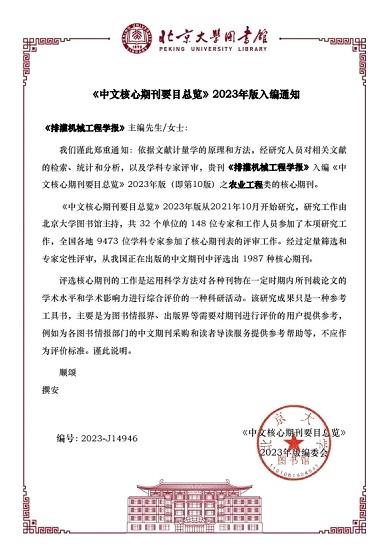 北京大学图书馆
PEKING UNIVERSITY LIBRARY
《中文核心期刊要目总览》2023年版入编通知
《排灌机械工程学报》主编先生/女士：
我们谨此郑重通知：依据文献计量学的原理和方法，经研究人员对相关文献
的检索、统计和分析，以及学科专家评审，贵刊《排灌机械工程学报》入编《中
文核心期刊要目总览》2023年版（即第10版）之农业工程类的核心期刊。
《中文核心期刊要目总览》2023年版从2021年10月开始研究，研究工作由
北京大学图书馆主持，共 32 个单位的 148 位专家和工作人员参加了本项研究工
作，全国各地 9473 位学科专家参加了核心期刊表的评审工作。经过定量筛选和
专家定性评审，从我国正在出版的中文期刊中评选出 1987 种核心期刊。
评选核心期刊的工作是运用科学方法对各种刊物在一定时期内所刊载论文的
学术水平和学术影响力进行综合评价的一种科研活动。该研究成果只是一种参考
工具书，主要是为图书情报界、出版界等需要对期刊进行评价的用户提供参考，
例如为各图书情报部门的中文期刊采购和读者导读服务提供参考帮助等，不应作
为评价标准。谨此说明。
顺颂
撰安
《中文核心期刊要目总览》
编号：2023-J14946
2023年版编委会
北京大学
图书馆